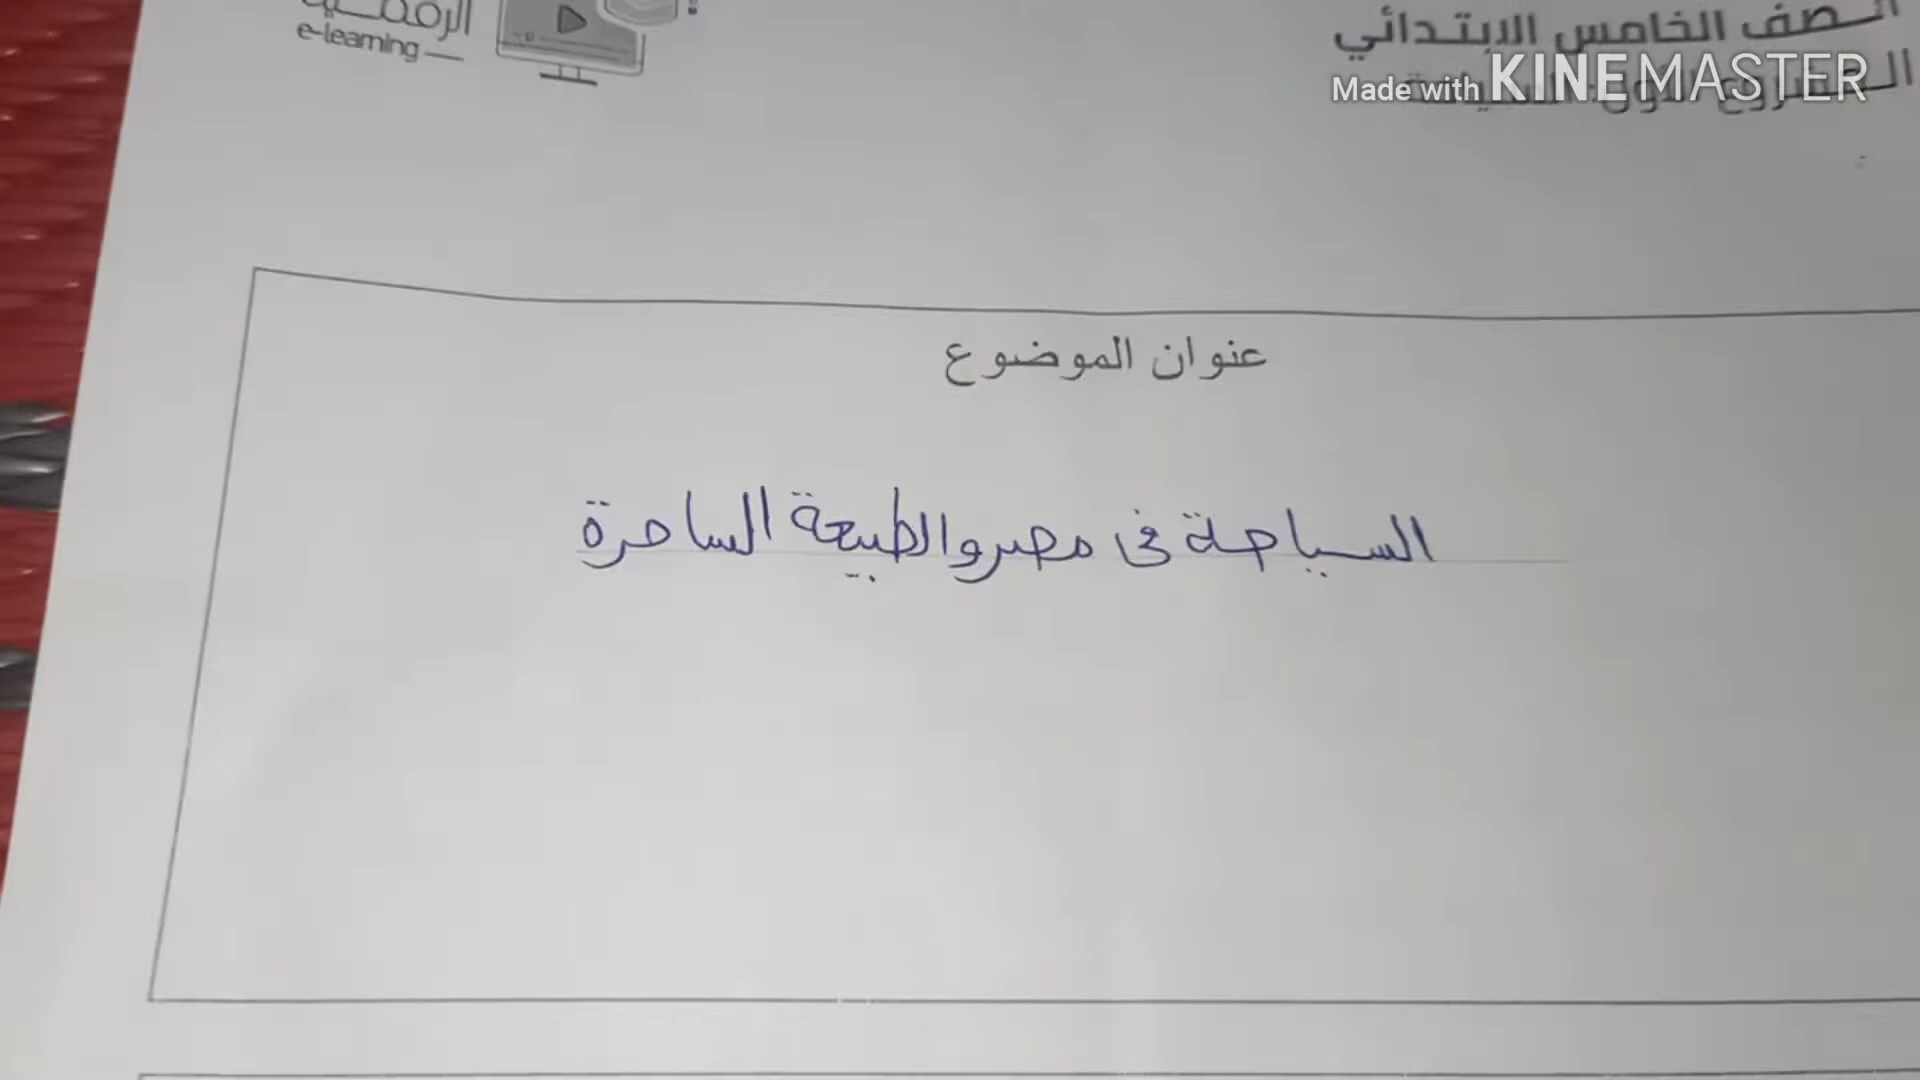 الصف الخامس الابتدائي
Made with KINEMASTER
e-learning
عنوان الموضوع
السياحة فى مصر والطبيعة الساحرة